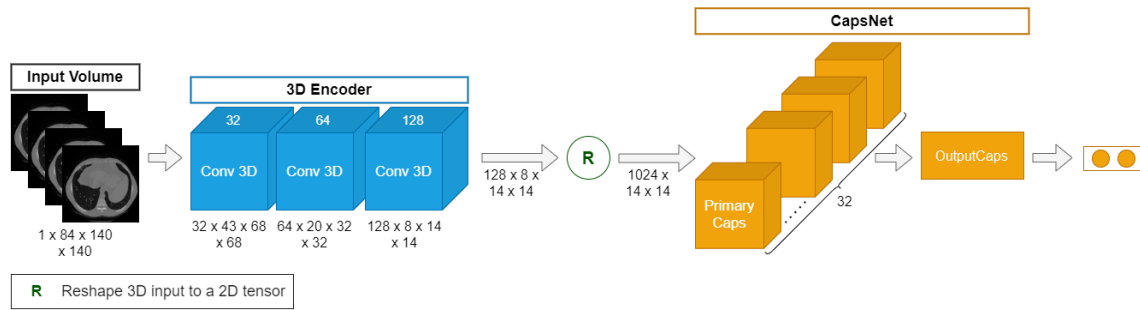 CapsNet
Input Volume
3D Encoder
32
64
128
Conv 3D
Conv 3D
Conv 3D
R
OutputCaps
128 x 8 x
14 x 14
1024 x
14 x 14
Primary
Caps
32
32 x 43 x 68
x 68
64 x 20 x 32
x 32
128 x 8 x 14
x 14
1 x 84 x 140
x 140
R Reshape 3D input to a 2D tensor